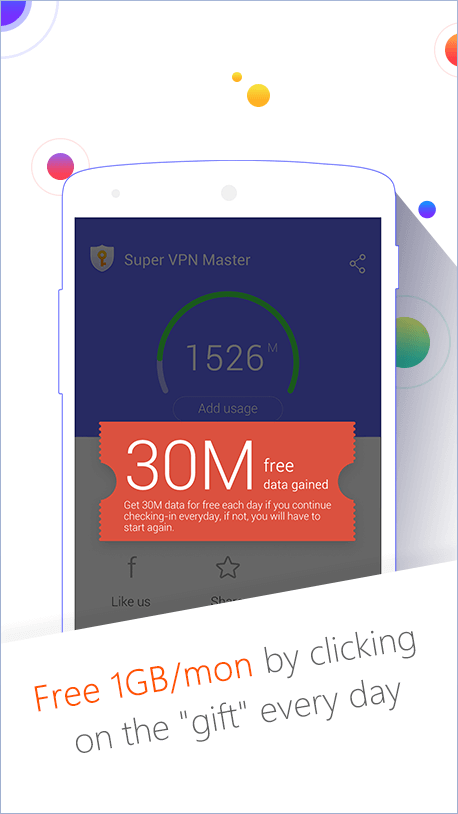 Super VPN Master
1526 M
Add usage
30M free
data gained
Get 30M data for free each day if you continue
checking-in everyday, if not, you will have to
start again.
f
Like us
Share
Free 1GB/mon by clicking
on the "gift" every day